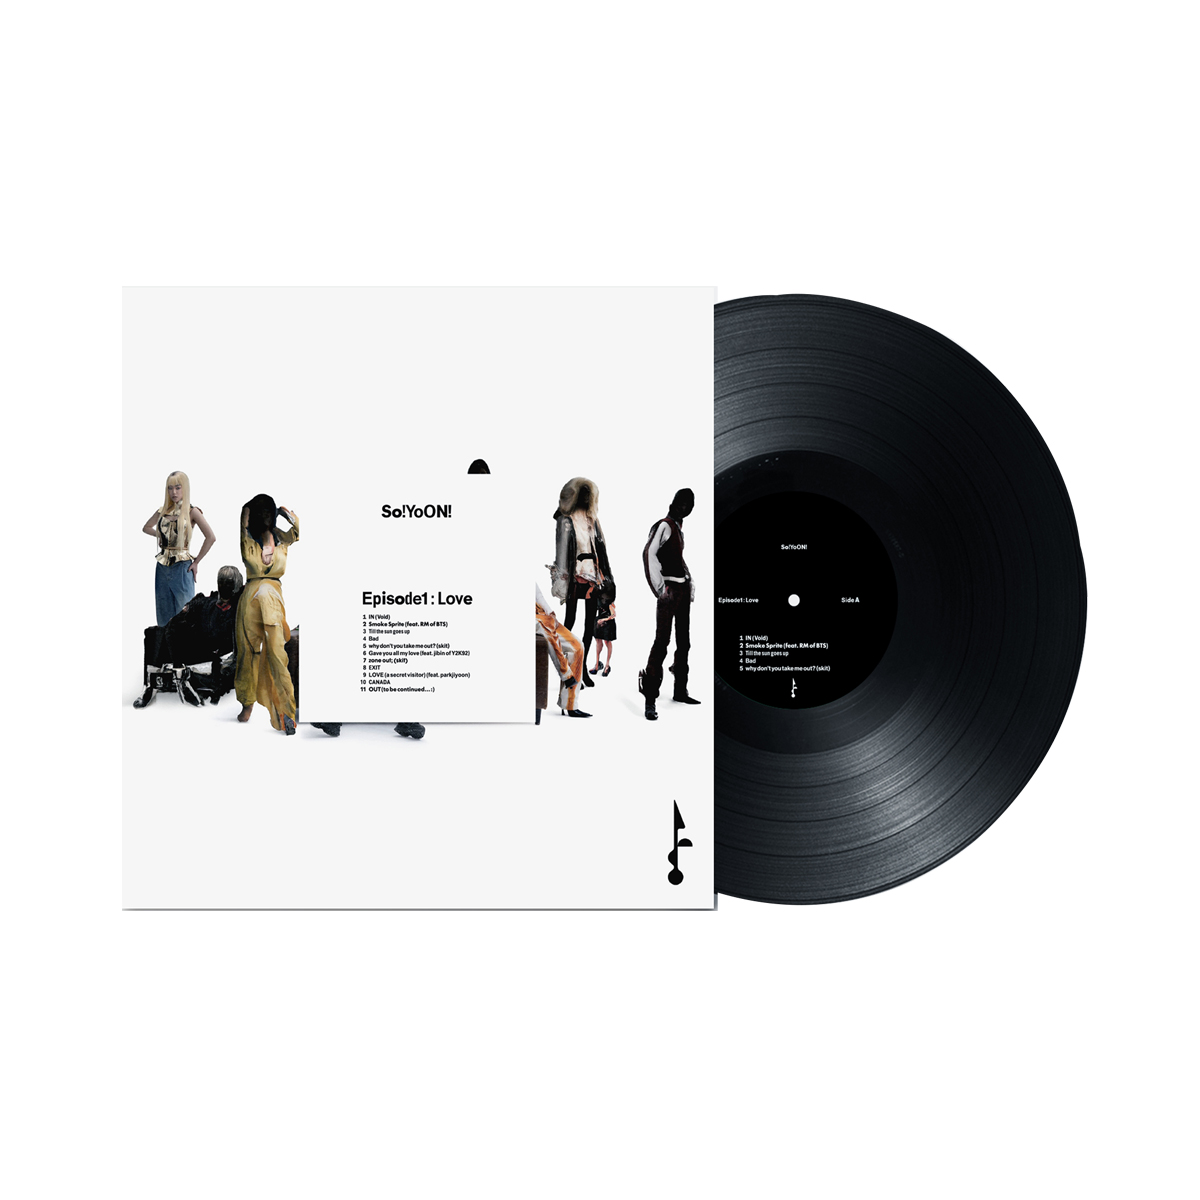 So!YoON!
Episode1 : Love
1 IN (Void)
2 Smoke Sprite (feat. RM of BTS)
3 Till the sun goes up
4 Bad
5 why don't you take me out? (skit)
6 Gave you all my love (feat. jibin of Y2K92)
7 zone out; (skit)
8 EXIT
9 LOVE (a secret visitor) (feat. parkjiyoon)
10 CANADA
11 OUT (to be continued... :)
So!YoON!
Episode1 : Love
Side A
1 IN (Void)
2 Smoke Sprite (feat. RM of BTS)
3 Till the sun goes up
4 Bad
5 why don't you take me out? (skit)